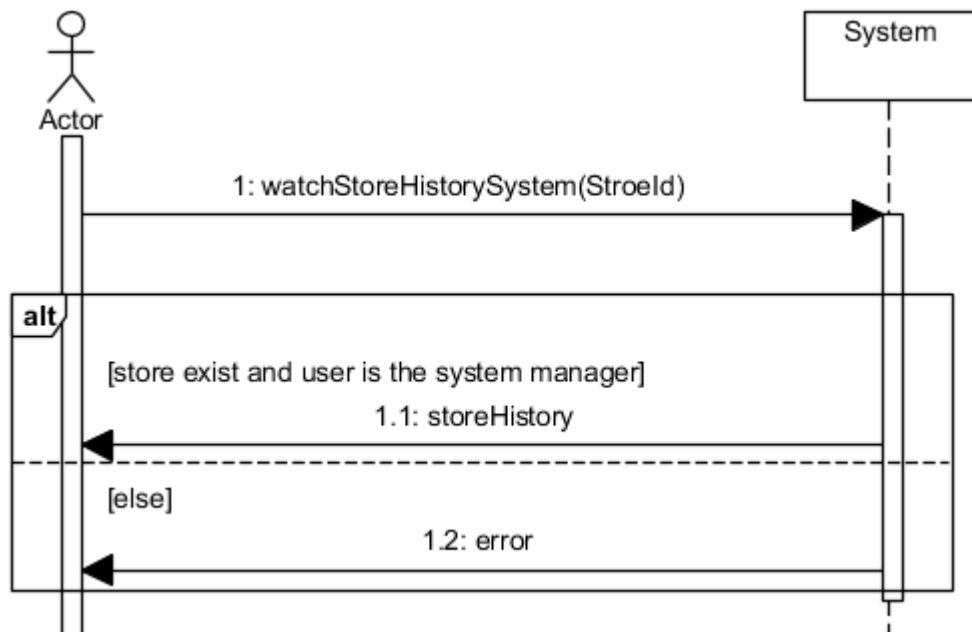 System
Actor
1: watchStoreHistorySystem(StroeId)
alt
[store exist and user is the system manager]
1.1: storeHistory
[else]
1.2: error